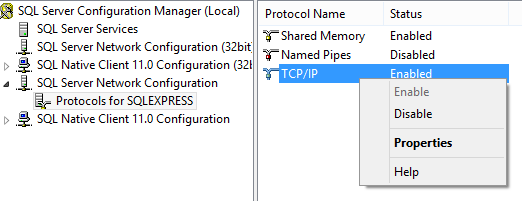 SQL Server Configuration Manager (Local)
SQL Server Services
SQL Server Network Configuration (32bit)
SQL Native Client 11.0 Configuration (32b
SQL Server Network Configuration
Protocols for SQLEXPRESS
SQL Native Client 11.0 Configuration
Protocol Name Status
Shared Memory Enabled
Named Pipes Disabled
TCP/IP Enabled
Enable
Disable
Properties
Help